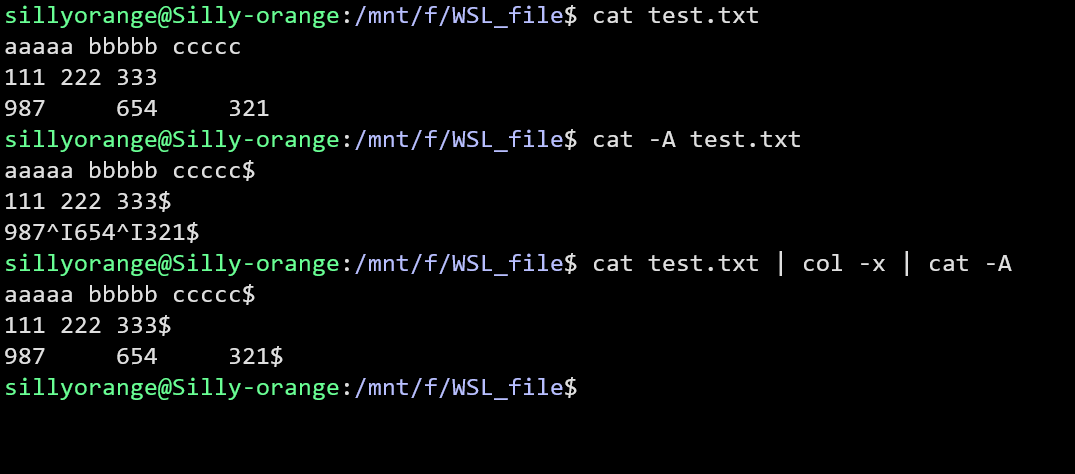 sillyorange@Silly-orange:/mnt/f/WSL_file$ cat test.txt
aaaaa bbbbb ccccc
111 222 333
987     654     321
sillyorange@Silly-orange:/mnt/f/WSL_file$ cat -A test.txt
aaaaa bbbbb ccccc$
111 222 333$
987^I654^I321$
sillyorange@Silly-orange:/mnt/f/WSL_file$ cat test.txt | col -x | cat -A
aaaaa bbbbb ccccc$
111 222 333$
987     654     321$
sillyorange@Silly-orange:/mnt/f/WSL_file$